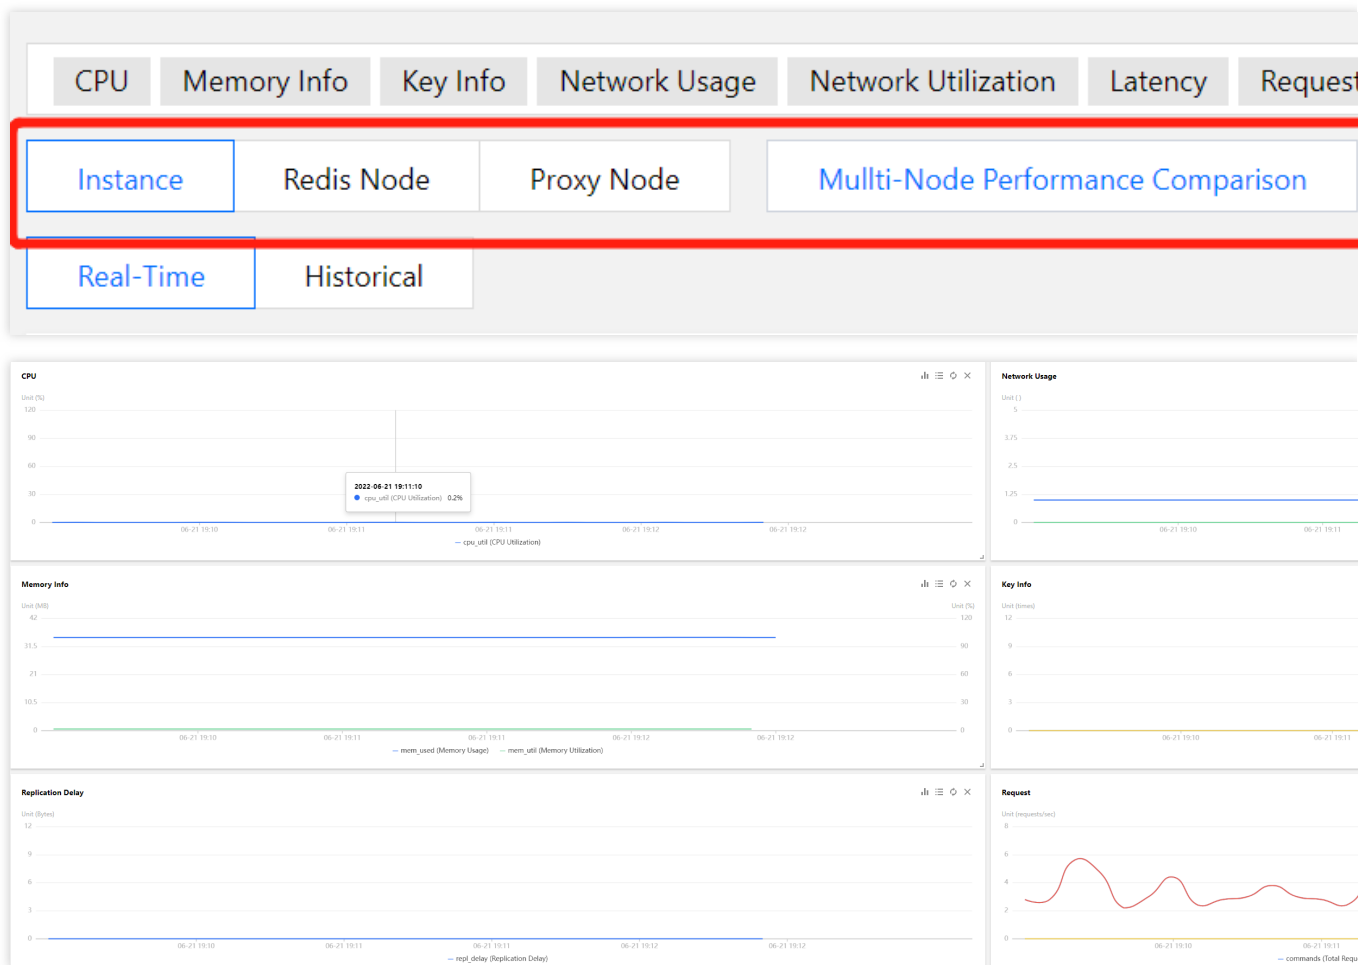 CPU Memory Info Key Info Network Usage Network Utilization Latency Request
Instance Redis Node Proxy Node Mullti-Node Performance Comparison
Real-Time Historical
CPU
Unit (%)
120
90
60
30
0
2022-06-21 19:11:10
cpu_util (CPU Utilization) 0.2%
06-21 19:10 06-21 19:11 06-21 19:11 06-21 19:12 06-21 19:12
cpu_util (CPU Utilization)
Network Usage
Unit ( )
5
3.75
2.5
1.25
0
06-21 19:10 06-21 19:11
Memory Info
Unit (MB) Unit (%)
42 120
31.5 90
21 60
10.5 30
0 0
06-21 19:10 06-21 19:11 06-21 19:11 06-21 19:12 06-21 19:12
mem_used (Memory Usage) mem_util (Memory Utilization)
Key Info
Unit (times)
12
9
6
3
0
06-21 19:10 06-21 19:11
Replication Delay
Unit (Bytes)
12
9
6
3
0
06-21 19:10 06-21 19:11 06-21 19:11 06-21 19:12 06-21 19:12
repl_delay (Replication Delay)
Request
Unit (requests/sec)
8
6
4
2
0
06-21 19:10 06-21 19:11
commands (Total Requ